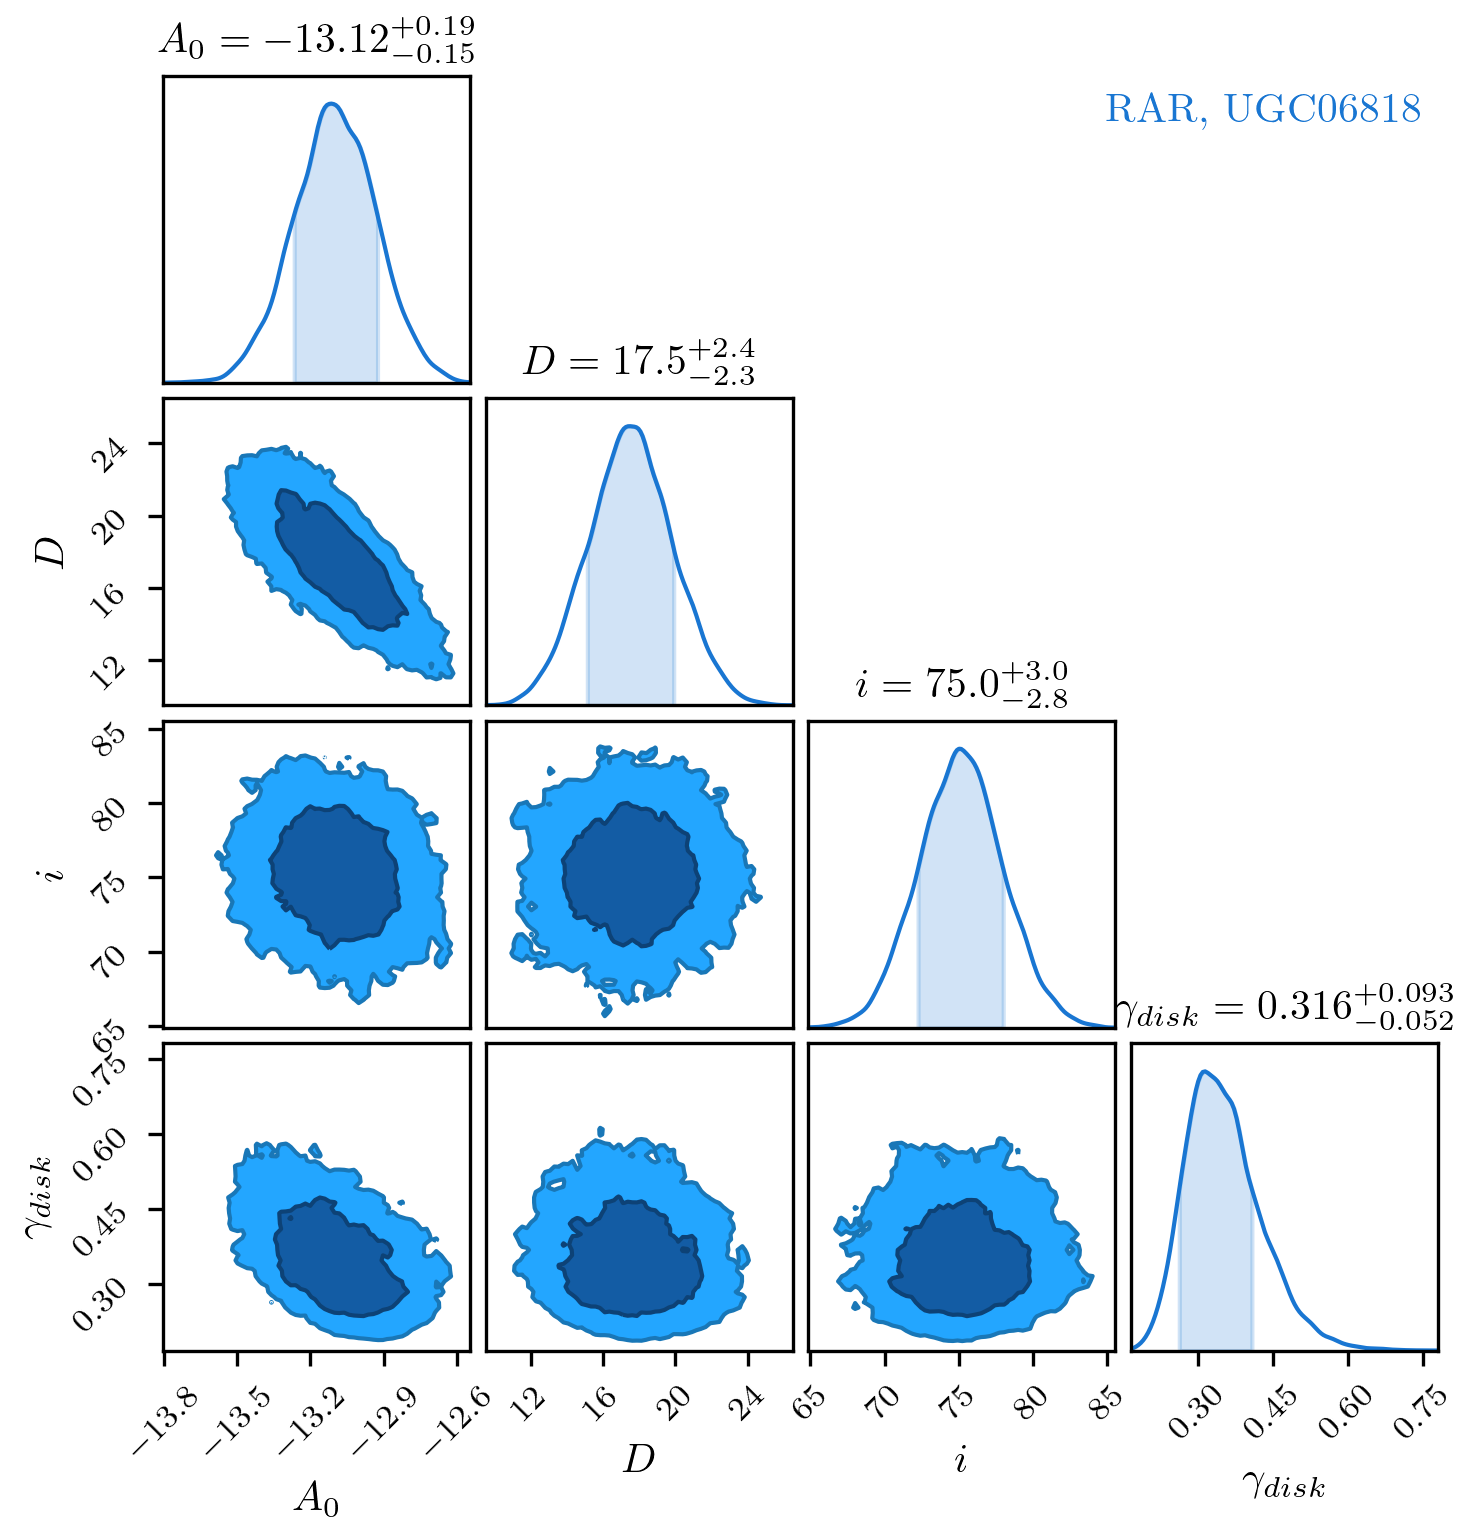 A₀ = −13.12⁺⁰·¹⁹₋₀.₁₅
RAR, UGC06818
D = 17.5⁺²·⁴₋₂.₃
24
20
16
12
D
i = 75.0⁺³·⁰₋₂.₈
85
80
75
70
65
i
γ_disk = 0.316⁺⁰·⁰⁹³₋₀.₀₅₂
0.75
0.60
0.45
0.30
γ_disk
−13.8 −13.5 −13.2 −12.9 −12.6
12 16 20 24
65 70 75 80 85
0.30 0.45 0.60 0.75
A₀
D
i
γ_disk